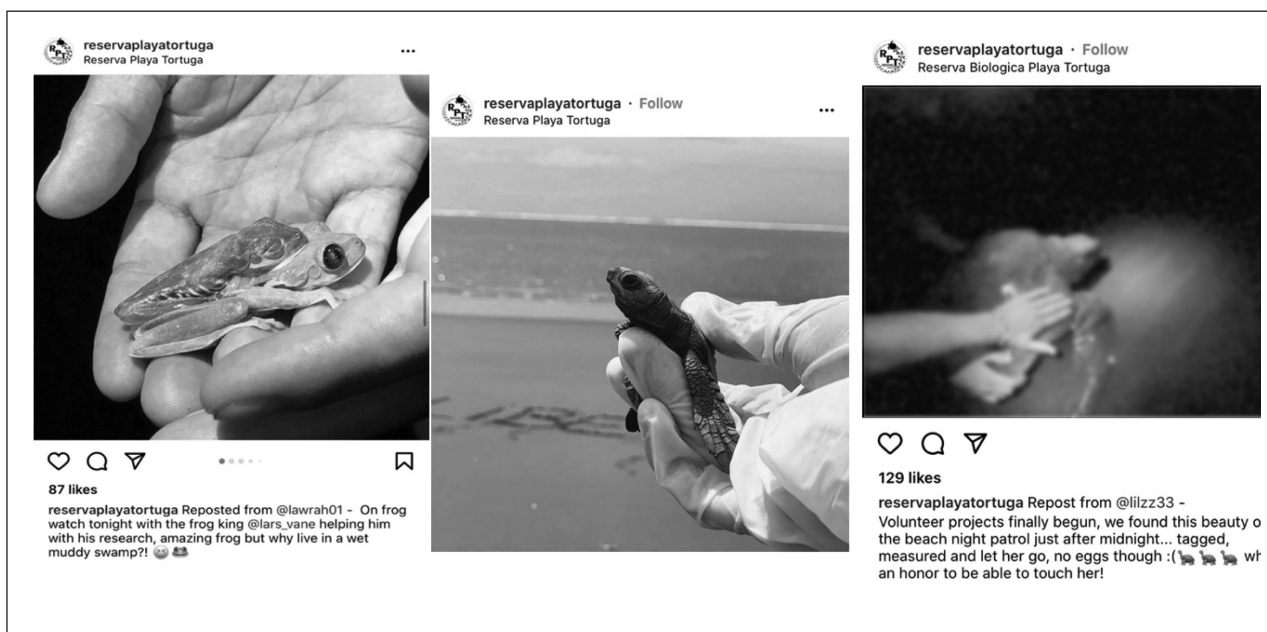 reservaplayatortuga
Reserva Playa Tortuga
RPT
87 likes
reservaplayatortuga Reposted from @lawrah01 - On frog
watch tonight with the frog king @lars_vane helping him
with his research, amazing frog but why live in a wet
muddy swamp?!
reservaplayatortuga · Follow
Reserva Playa Tortuga
RPT
reservaplayatortuga · Follow
Reserva Biologica Playa Tortuga
RPT
129 likes
reservaplayatortuga Repost from @lilzz33 -
Volunteer projects finally begun, we found this beauty o
the beach night patrol just after midnight... tagged,
measured and let her go, no eggs though :( wh
an honor to be able to touch her!